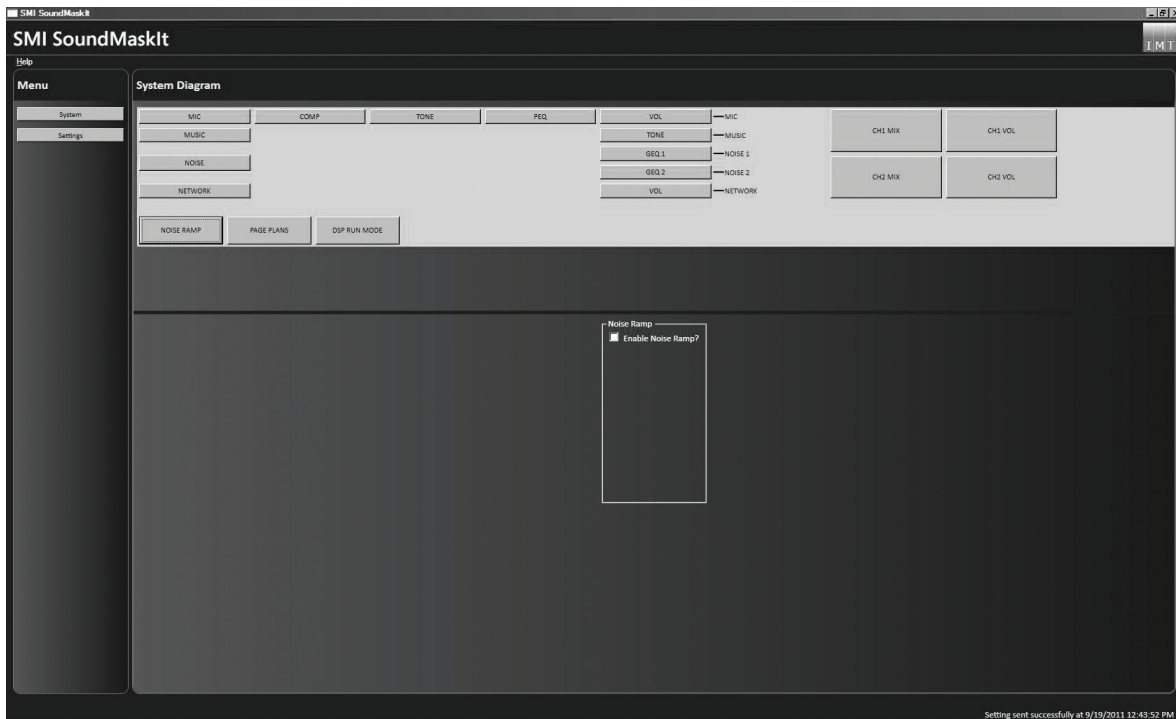 SMI SoundMaskIt
SMI SoundMaskIt
IMT
Help
Menu
System Diagram
System
Settings
MIC COMP TONE PEQ VOL MIC
MUSIC TONE MUSIC
CH1 MIX CH1 VOL
NOISE GEQ 1 NOISE 1
GEQ 2 NOISE 2
CH2 MIX CH2 VOL
NETWORK VOL NETWORK
NOISE RAMP PAGE PLANS DSP RUN MODE
Noise Ramp
Enable Noise Ramp?
Setting sent successfully at 9/19/2011 12:43:52 PM